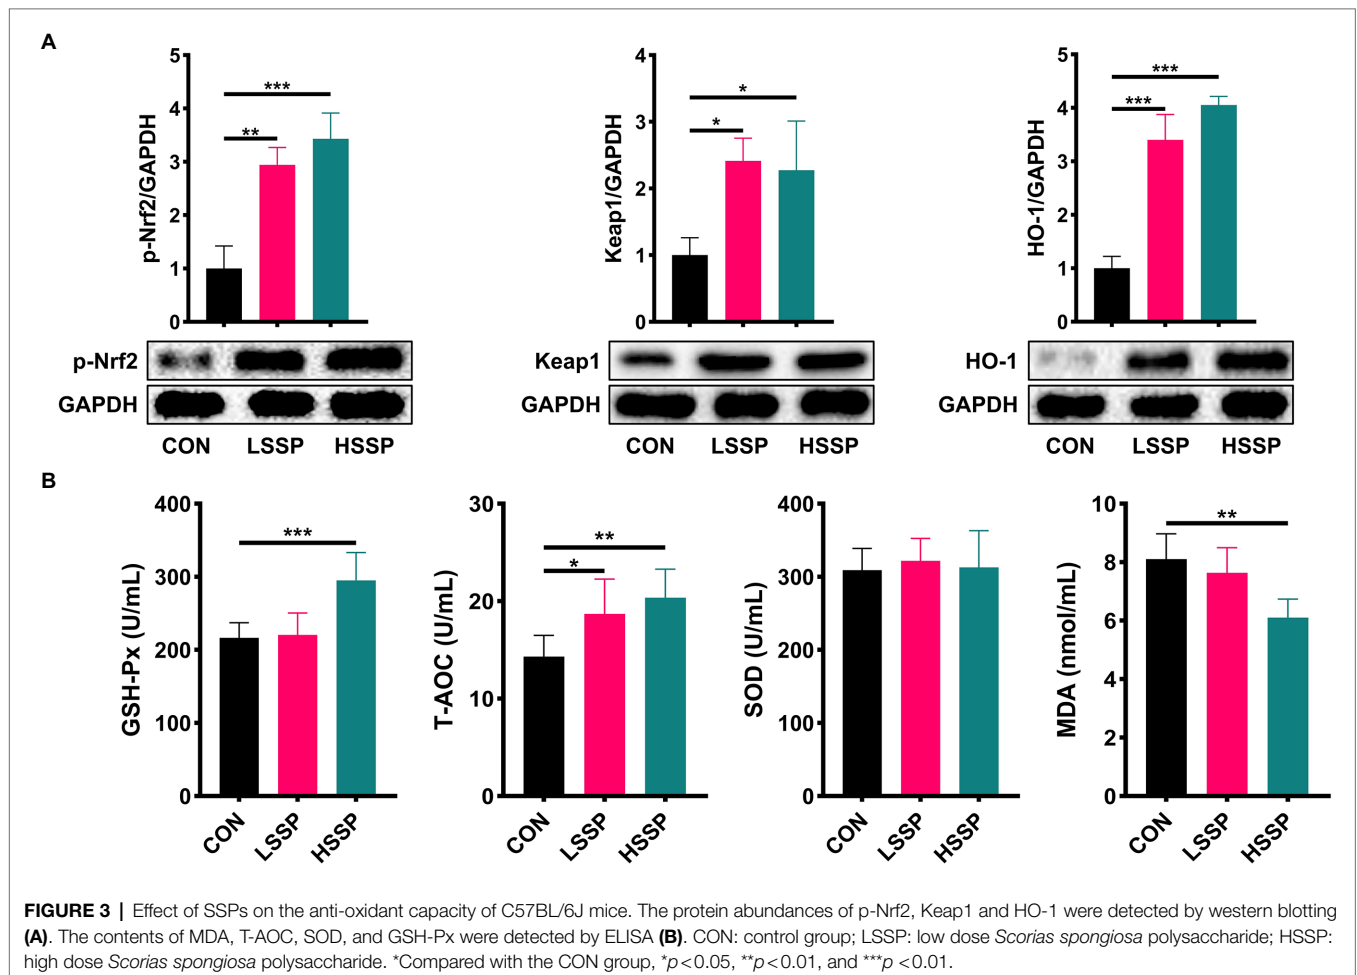 A
p-Nrf2/GAPDH
5
4
3
2
1
0
***
**
Keap1/GAPDH
4
3
2
1
0
*
*
HO-1/GAPDH
5
4
3
2
1
0
***
***
p-Nrf2
GAPDH
CON LSSP HSSP
Keap1
GAPDH
CON LSSP HSSP
HO-1
GAPDH
CON LSSP HSSP
B
GSH-Px (U/mL)
400
300
200
100
0
***
CON LSSP HSSP
T-AOC (U/mL)
30
20
10
0
**
*
CON LSSP HSSP
SOD (U/mL)
400
300
200
100
0
CON LSSP HSSP
MDA (nmol/mL)
10
8
6
4
2
0
**
CON LSSP HSSP
FIGURE 3 | Effect of SSPs on the anti-oxidant capacity of C57BL/6J mice. The protein abundances of p-Nrf2, Keap1 and HO-1 were detected by western blotting
(A). The contents of MDA, T-AOC, SOD, and GSH-Px were detected by ELISA (B). CON: control group; LSSP: low dose Scorias spongiosa polysaccharide; HSSP:
high dose Scorias spongiosa polysaccharide. *Compared with the CON group, *p<0.05, **p<0.01, and ***p <0.01.